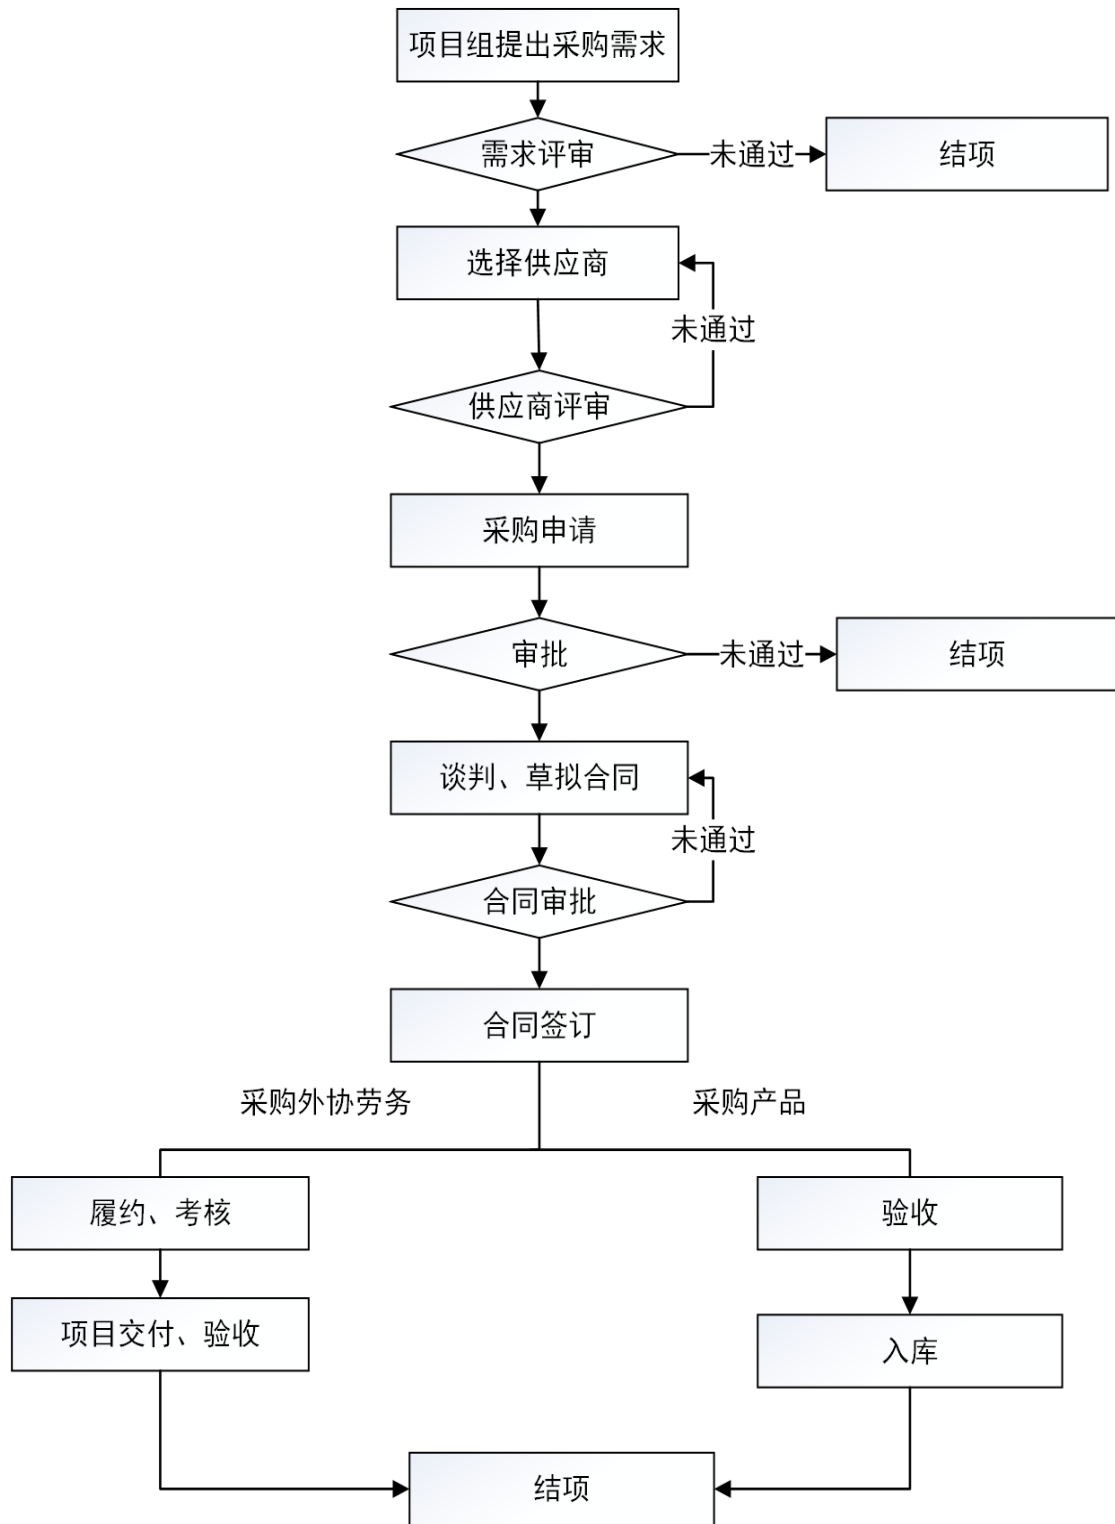 项目组提出采购需求
需求评审
未通过
结项
选择供应商
未通过
供应商评审
采购申请
审批
未通过
结项
谈判、草拟合同
未通过
合同审批
合同签订
采购外协劳务
采购产品
履约、考核
验收
项目交付、验收
入库
结项